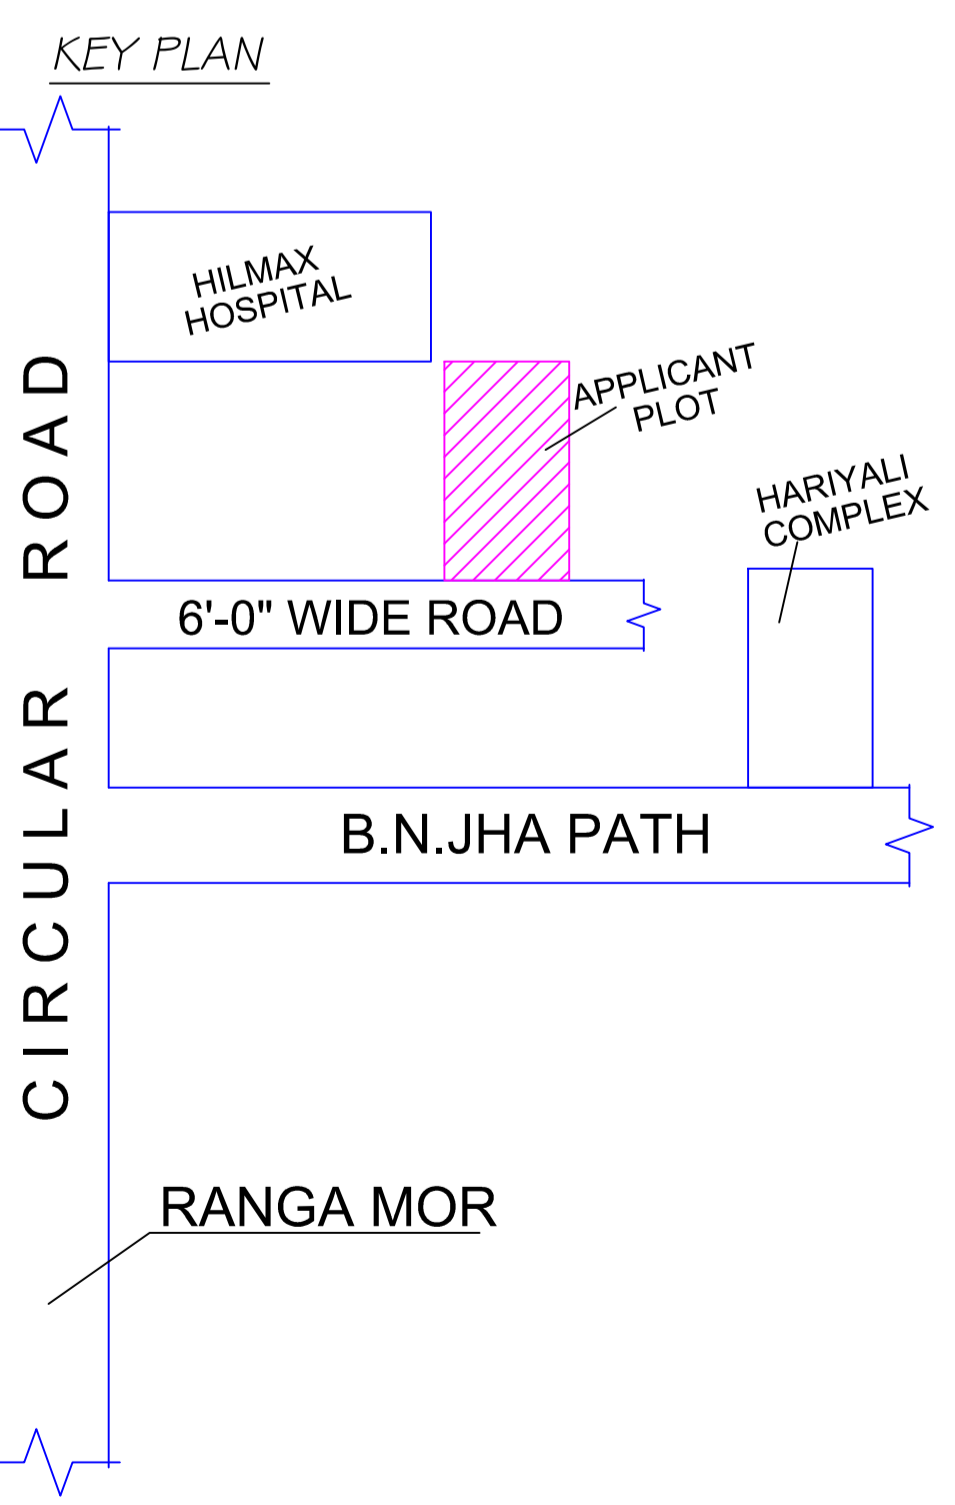 KEY PLAN
HILMAX
HOSPITAL
APPLICANT
PLOT
HARIYALI
COMPLEX
6'-0" WIDE ROAD
CIRCULAR ROAD
B.N.JHA PATH
RANGA MOR